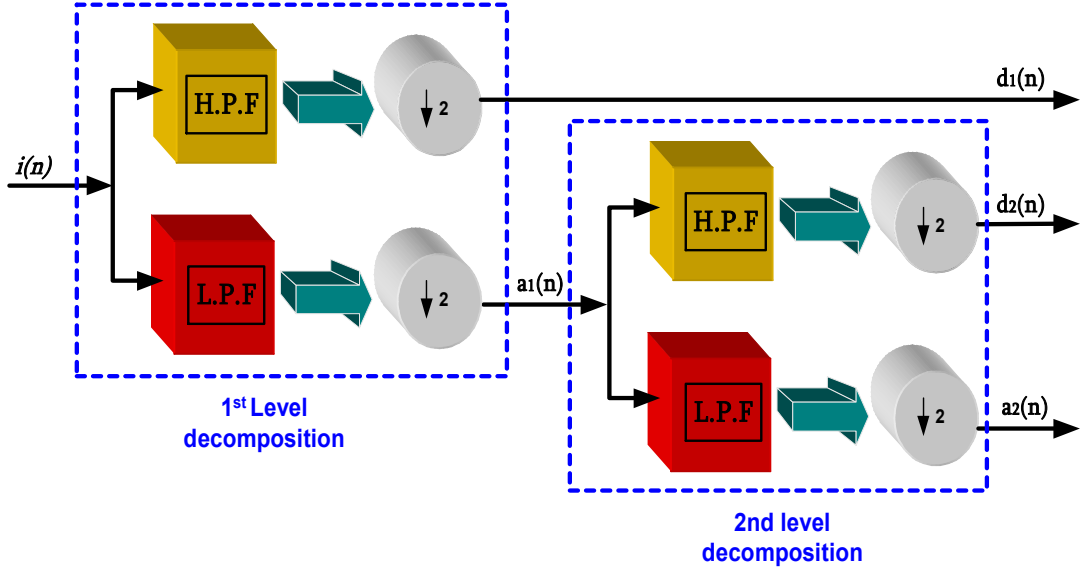 i(n)
H.P.F
↓ 2
d1(n)
L.P.F
↓ 2
a1(n)
1st Level
decomposition
H.P.F
↓ 2
d2(n)
L.P.F
↓ 2
a2(n)
2nd level
decomposition